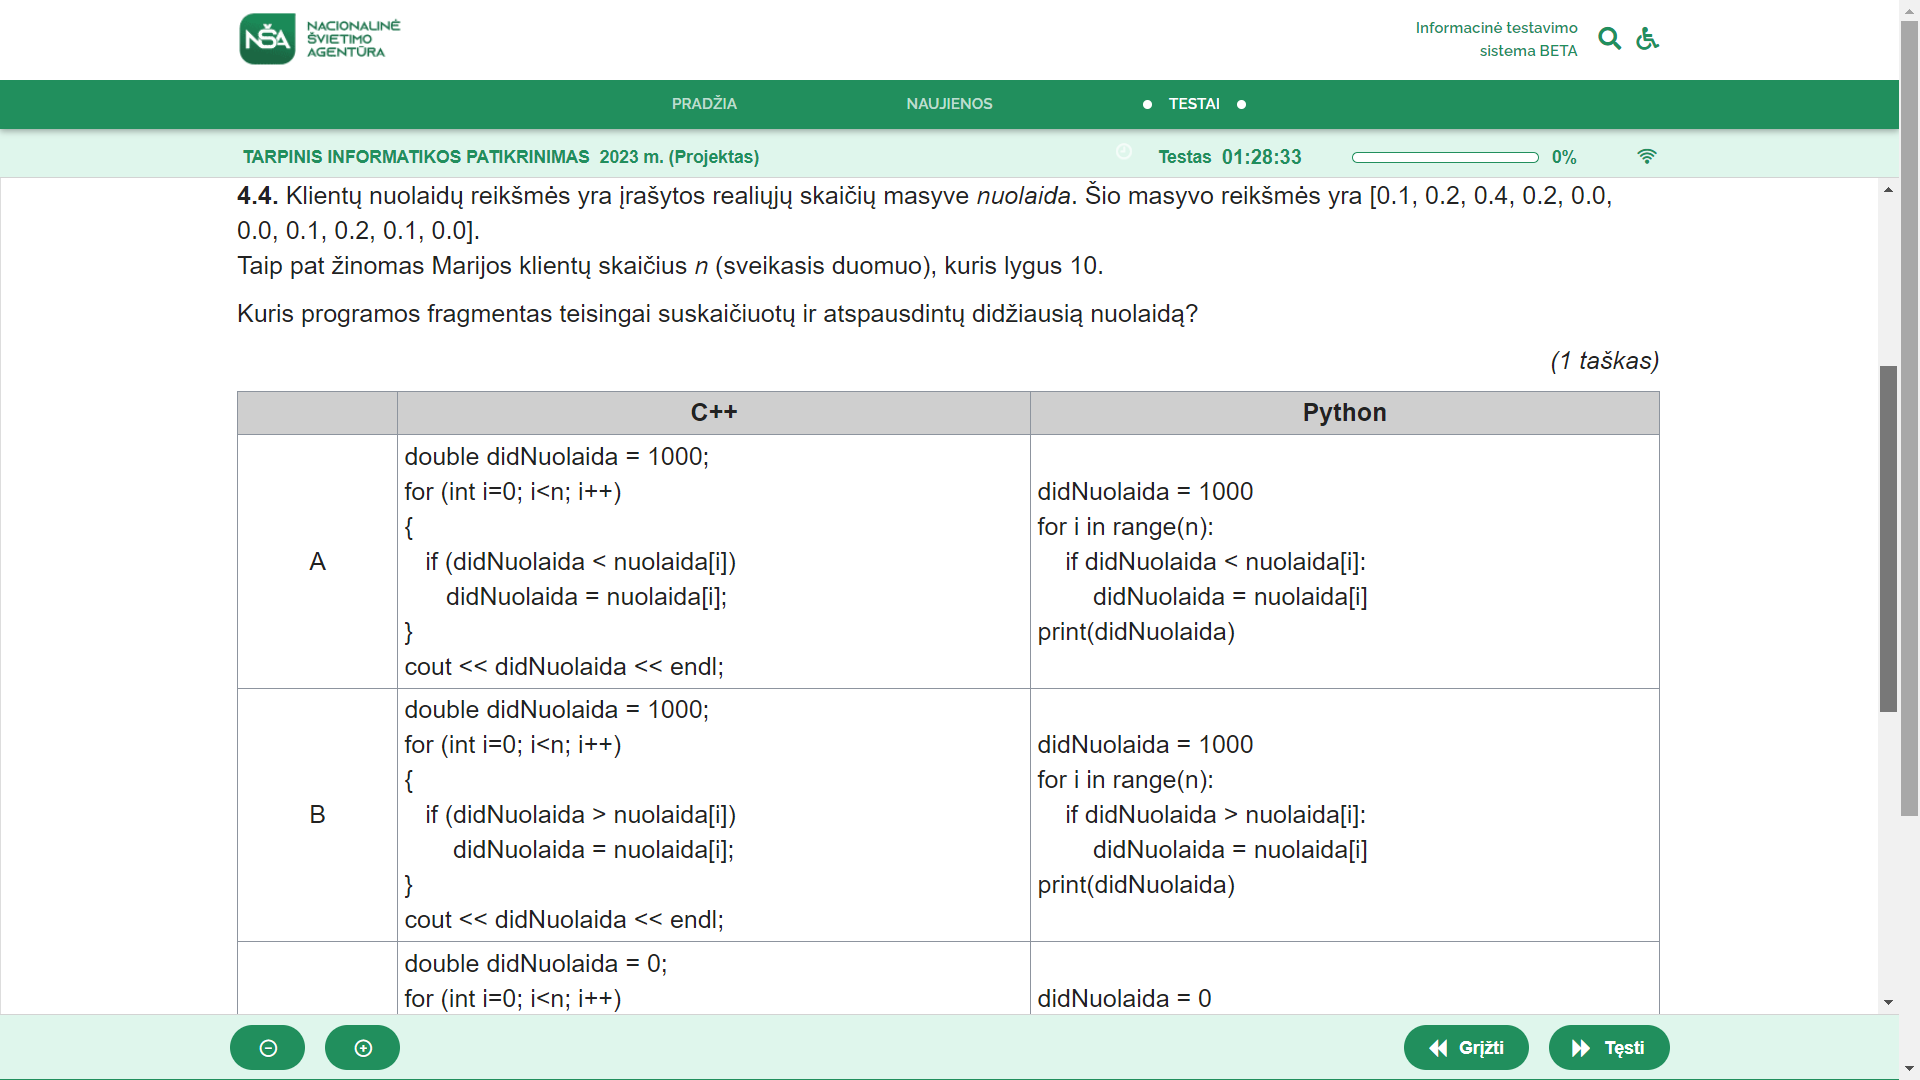 NŠA
NACIONALINĖ
ŠVIETIMO
AGENTŪRA
Informacinė testavimo
sistema BETA
PRADŽIA
NAUJIENOS
TESTAI
TARPINIS INFORMATIKOS PATIKRINIMAS  2023 m. (Projektas)
Testas 01:28:33
0%
4.4. Klientų nuolaidų reikšmės yra įrašytos realiųjų skaičių masyve nuolaida. Šio masyvo reikšmės yra [0.1, 0.2, 0.4, 0.2, 0.0,
0.0, 0.1, 0.2, 0.1, 0.0].
Taip pat žinomas Marijos klientų skaičius n (sveikasis duomuo), kuris lygus 10.
Kuris programos fragmentas teisingai suskaičiuotų ir atspausdintų didžiausią nuolaidą?
(1 taškas)
C++
Python
A
double didNuolaida = 1000;
for (int i=0; i<n; i++)
{
if (didNuolaida < nuolaida[i])
didNuolaida = nuolaida[i];
}
cout << didNuolaida << endl;
didNuolaida = 1000
for i in range(n):
if didNuolaida < nuolaida[i]:
didNuolaida = nuolaida[i]
print(didNuolaida)
B
double didNuolaida = 1000;
for (int i=0; i<n; i++)
{
if (didNuolaida > nuolaida[i])
didNuolaida = nuolaida[i];
}
cout << didNuolaida << endl;
didNuolaida = 1000
for i in range(n):
if didNuolaida > nuolaida[i]:
didNuolaida = nuolaida[i]
print(didNuolaida)
double didNuolaida = 0;
for (int i=0; i<n; i++)
didNuolaida = 0
Grįžti
Tęsti